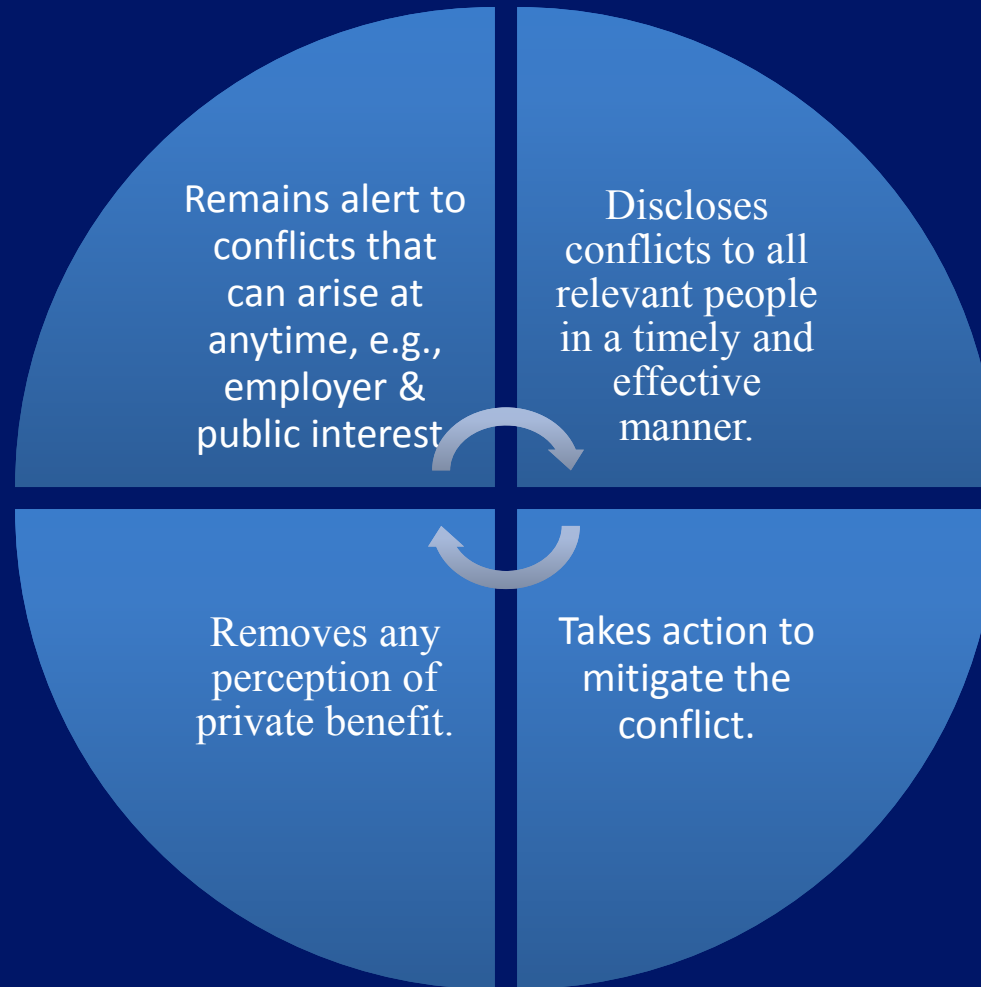 Remains alert to
conflicts that
can arise at
anytime, e.g.,
employer &
public interest
Discloses
conflicts to all
relevant people
in a timely and
effective
manner.
Removes any
perception of
private benefit.
Takes action to
mitigate the
conflict.